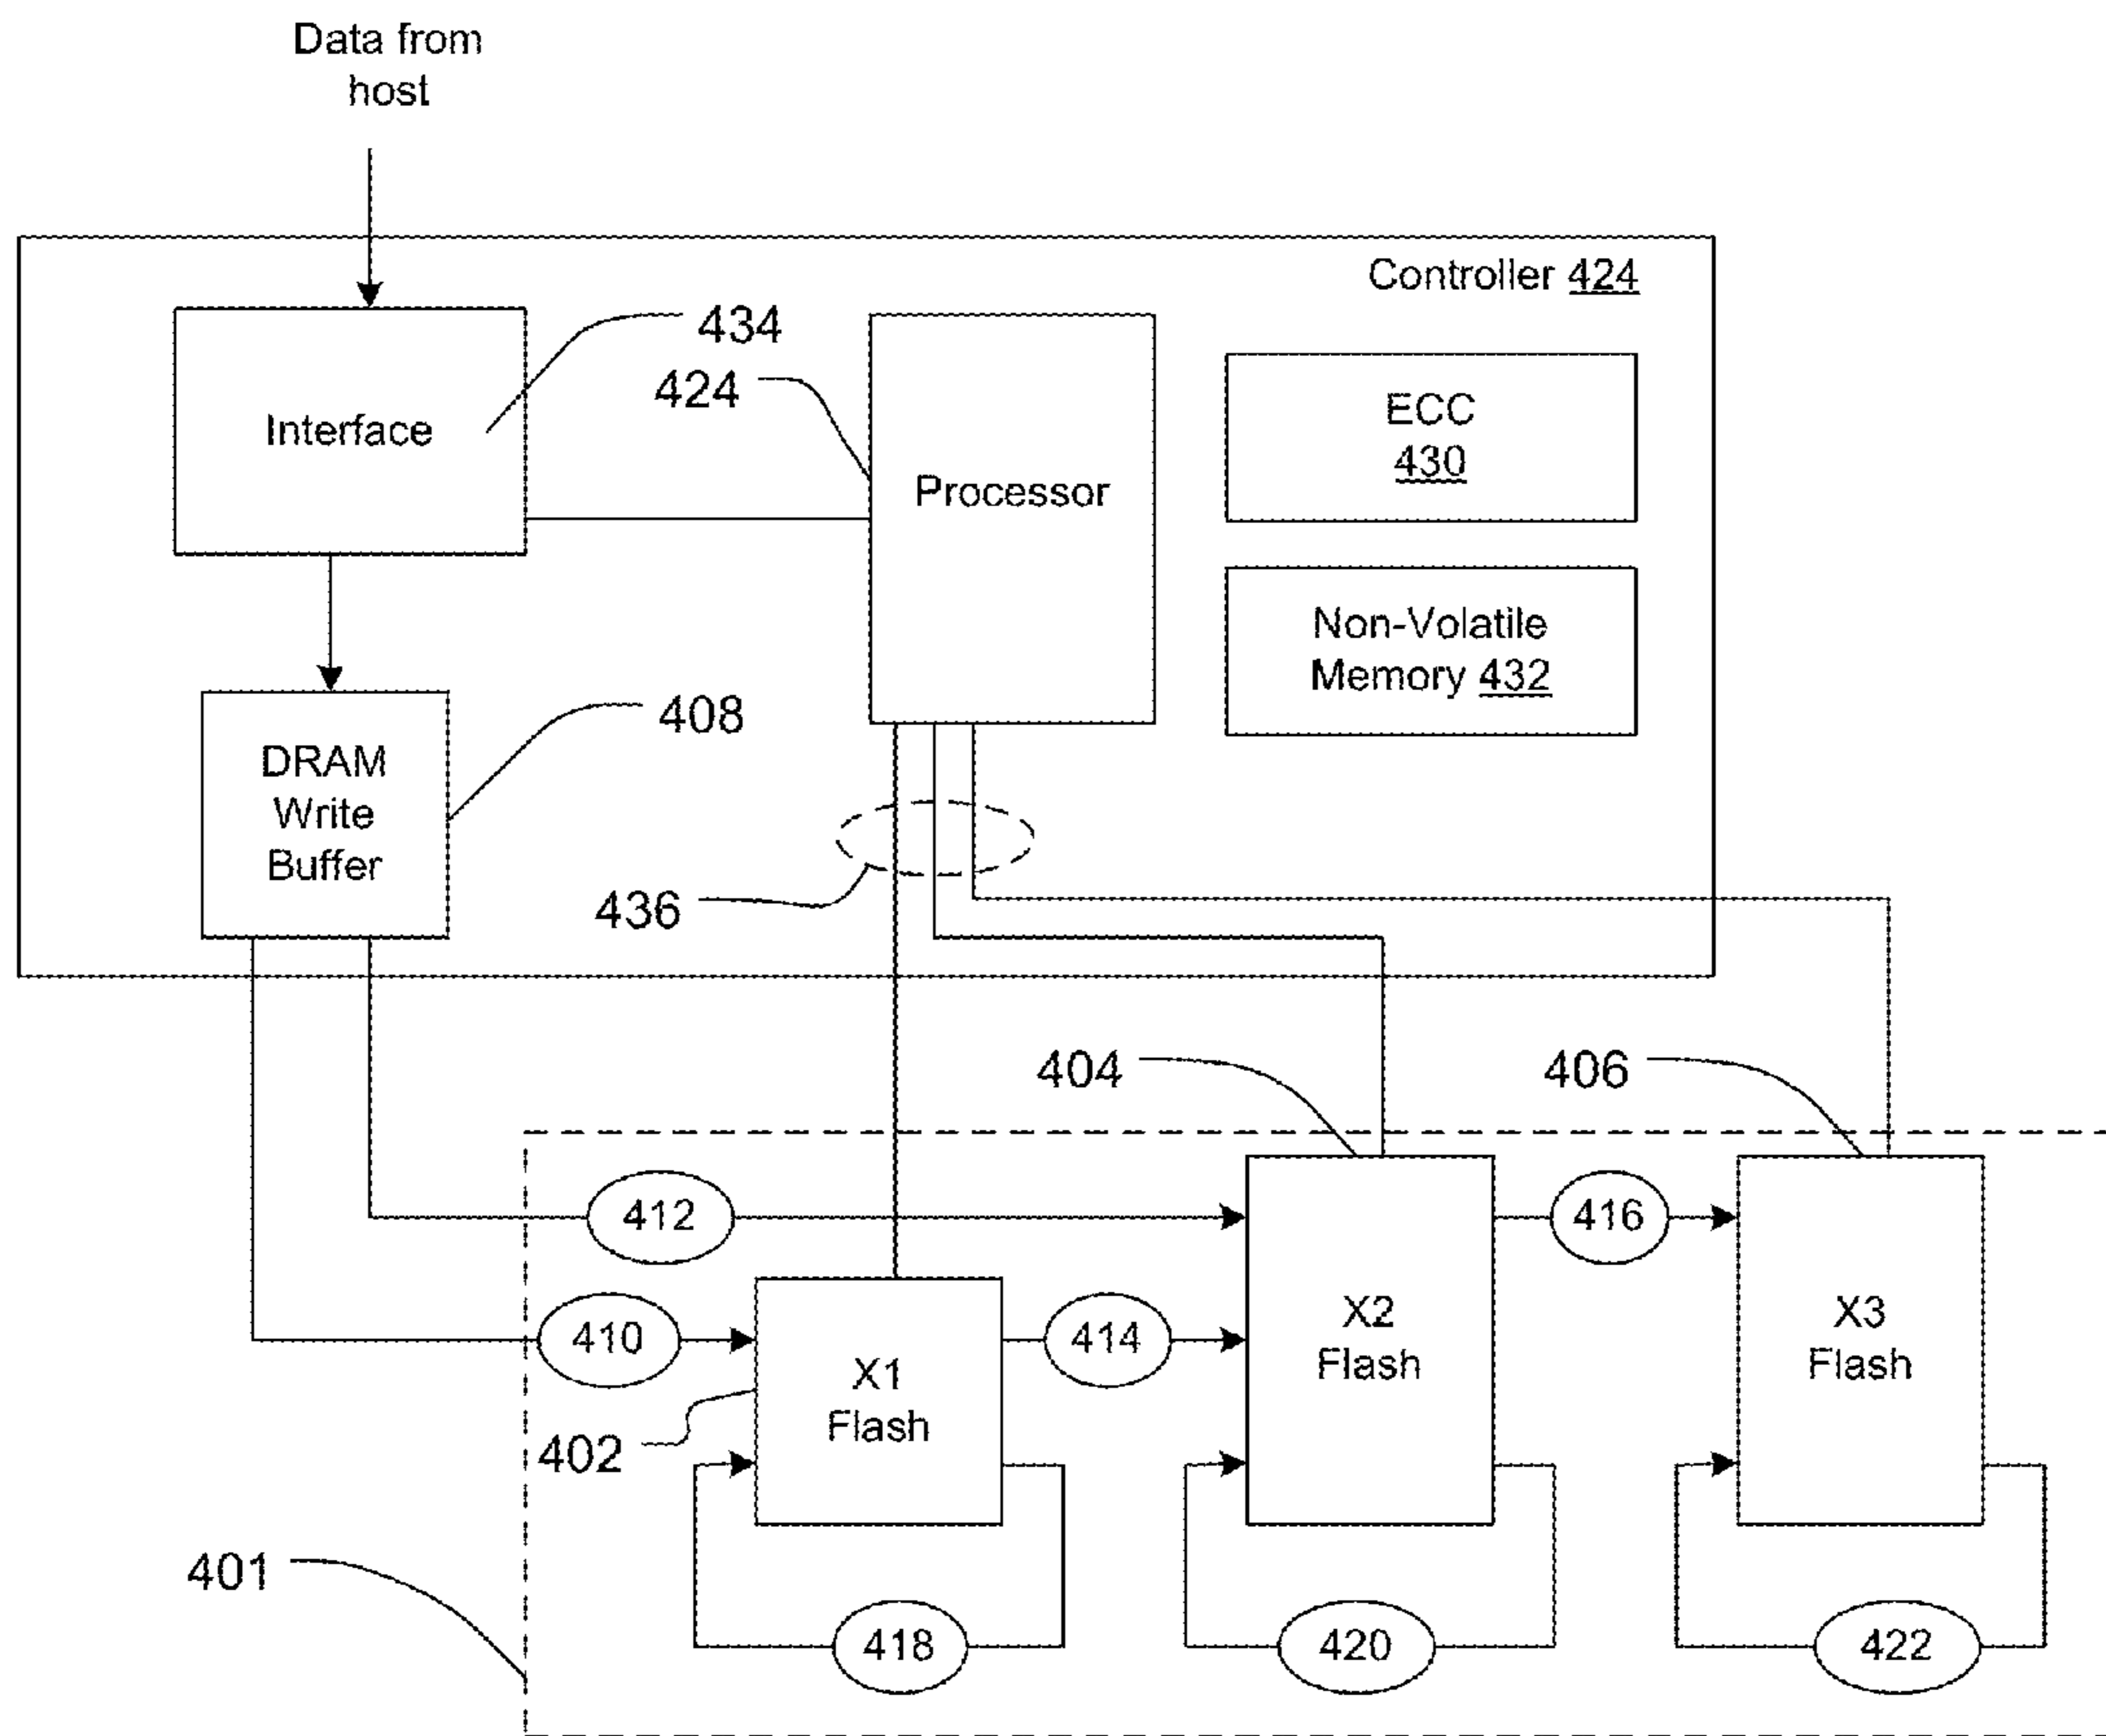 Data from
host
Controller 424
434
424
Interface
Processor
ECC
430
Non-Volatile
Memory 432
408
DRAM
Write
Buffer
436
404
406
412
416
410
414
X1
Flash
X2
Flash
X3
Flash
402
401
418
420
422